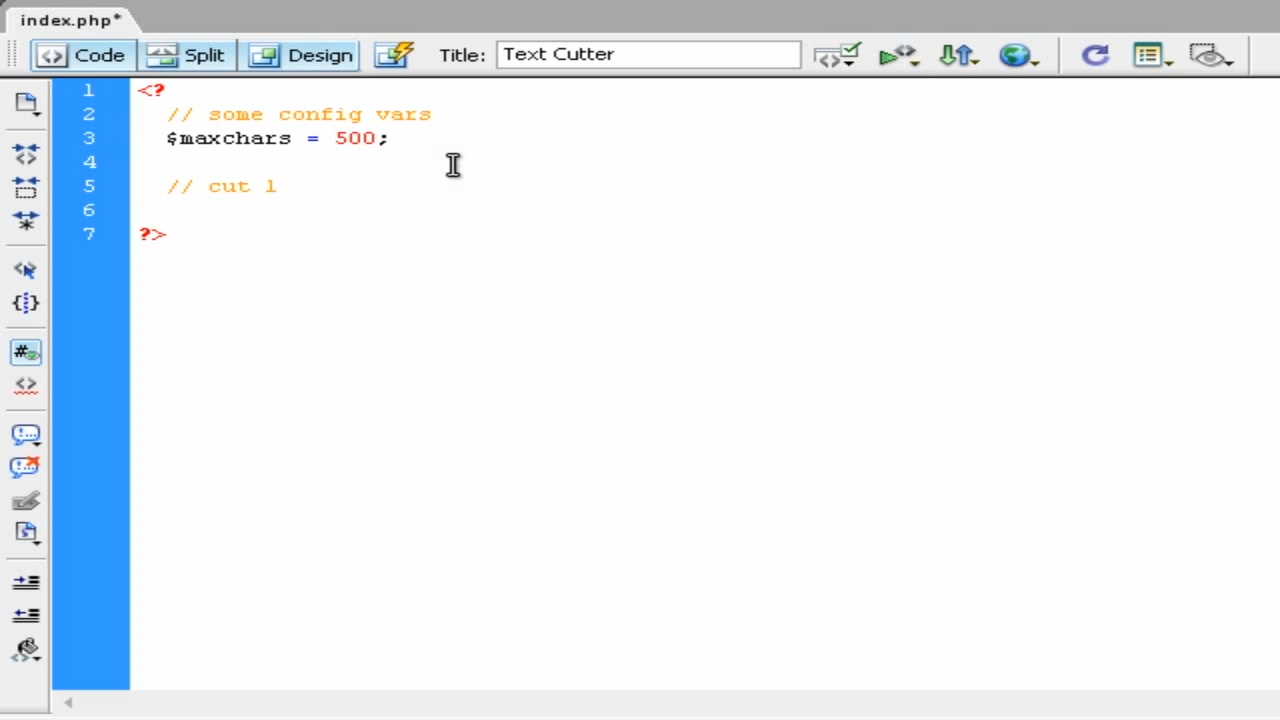 index.php*
Code Split Design Title: Text Cutter
1 <?
2 // some config vars
3 $maxchars = 500;
4
5 // cut l
6
7 ?>